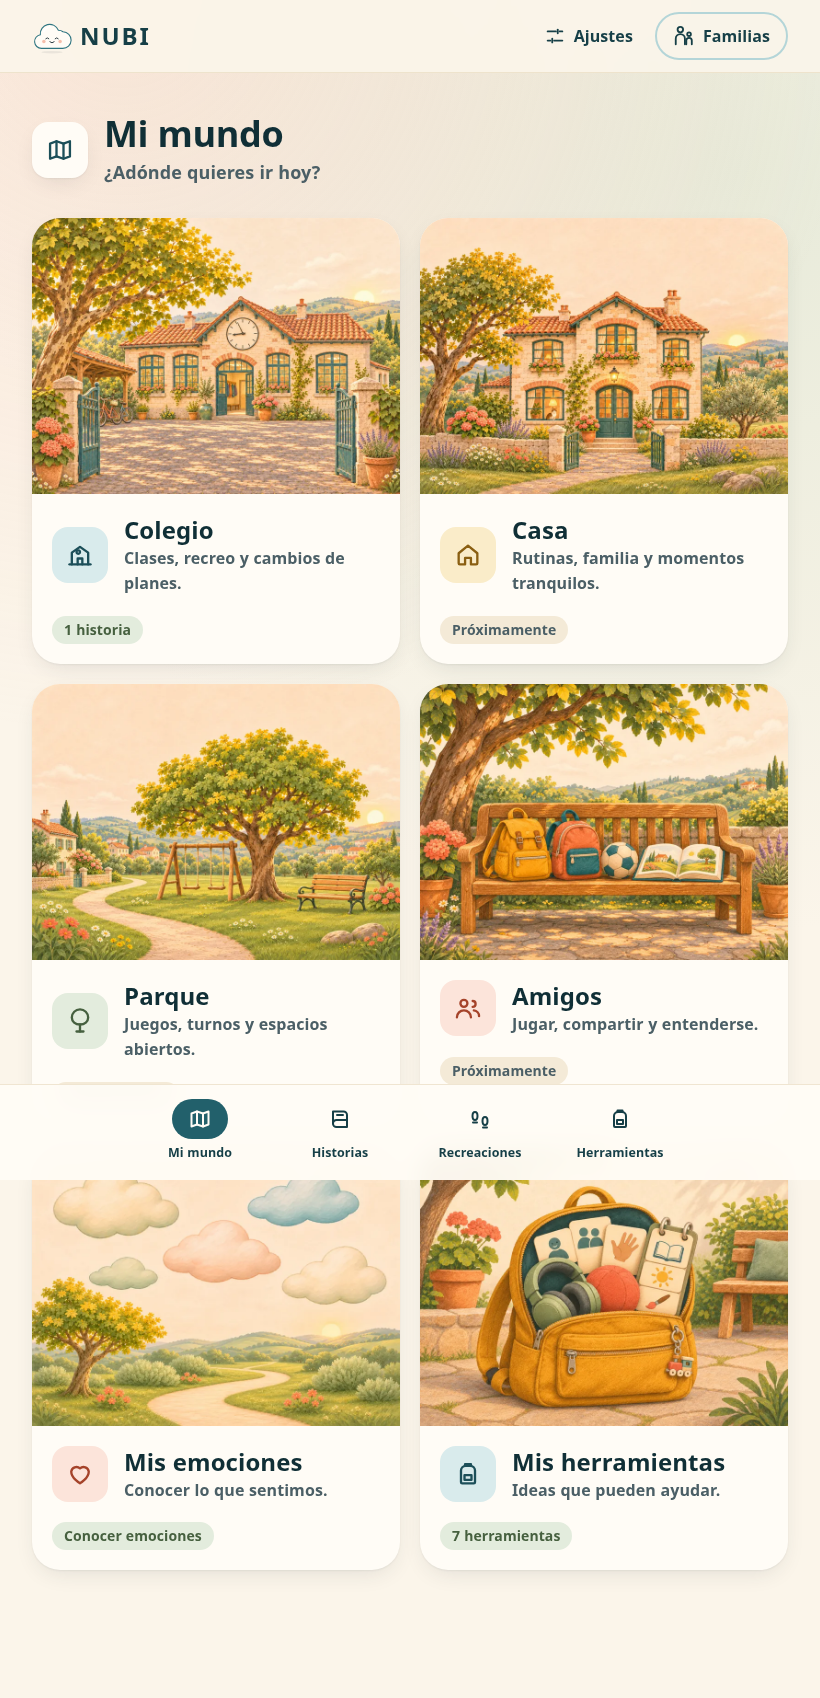 NUBI
Ajustes
Familias
Mi mundo
¿Adónde quieres ir hoy?
Colegio
Clases, recreo y cambios de
planes.
1 historia
Casa
Rutinas, familia y momentos
tranquilos.
Próximamente
Parque
Juegos, turnos y espacios
abiertos.
Amigos
Jugar, compartir y entenderse.
Próximamente
Mi mundo
Historias
Recreaciones
Herramientas
Mis emociones
Conocer lo que sentimos.
Conocer emociones
Mis herramientas
Ideas que pueden ayudar.
7 herramientas